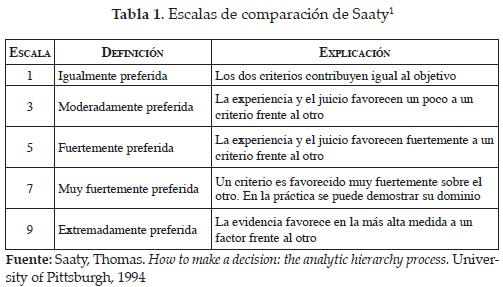 Tabla 1. Escalas de comparación de Saaty1
ESCALA DEFINICIÓN EXPLICACIÓN
1 Igualmente preferida Los dos criterios contribuyen igual al objetivo
3 Moderadamente preferida La experiencia y el juicio favorecen un poco a un
criterio frente al otro
5 Fuertemente preferida La experiencia y el juicio favorecen fuertemente a un
criterio frente al otro
7 Muy fuertemente preferida Un criterio es favorecido muy fuertemente sobre el
otro. En la práctica se puede demostrar su dominio
9 Extremadamente preferida La evidencia favorece en la más alta medida a un
factor frente al otro
Fuente: Saaty, Thomas. How to make a decision: the analytic hierarchy process. Univer-
sity of Pittsburgh, 1994